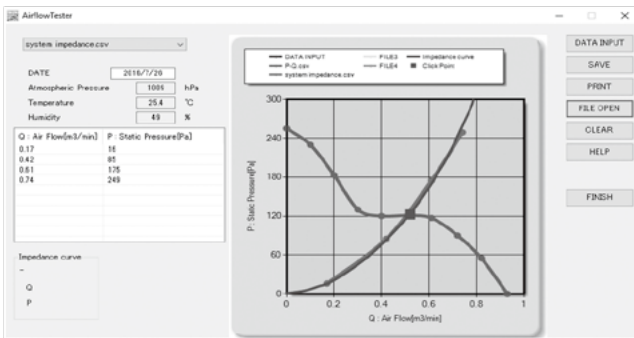 AirflowTester
system impedance.csv
DATE 2016/7/20
Atmospheric Pressure 1006 hPa
Temperature 25.4 ℃
Humidity 49 %
Q : Air Flow[m3/min] P : Static Pressure[Pa]
0.17 16
0.42 85
0.61 175
0.74 249
Impedance curve
-
Q
P
DATA INPUT FILE3 Impedance curve
P-Q.csv FILE4 Click Point
system impedance.csv
300
240
180
120
60
0
P : Static Pressure[Pa]
0 0.2 0.4 0.6 0.8 1
Q : Air Flow[m3/min]
DATA INPUT
SAVE
PRINT
FILE OPEN
CLEAR
HELP
FINISH